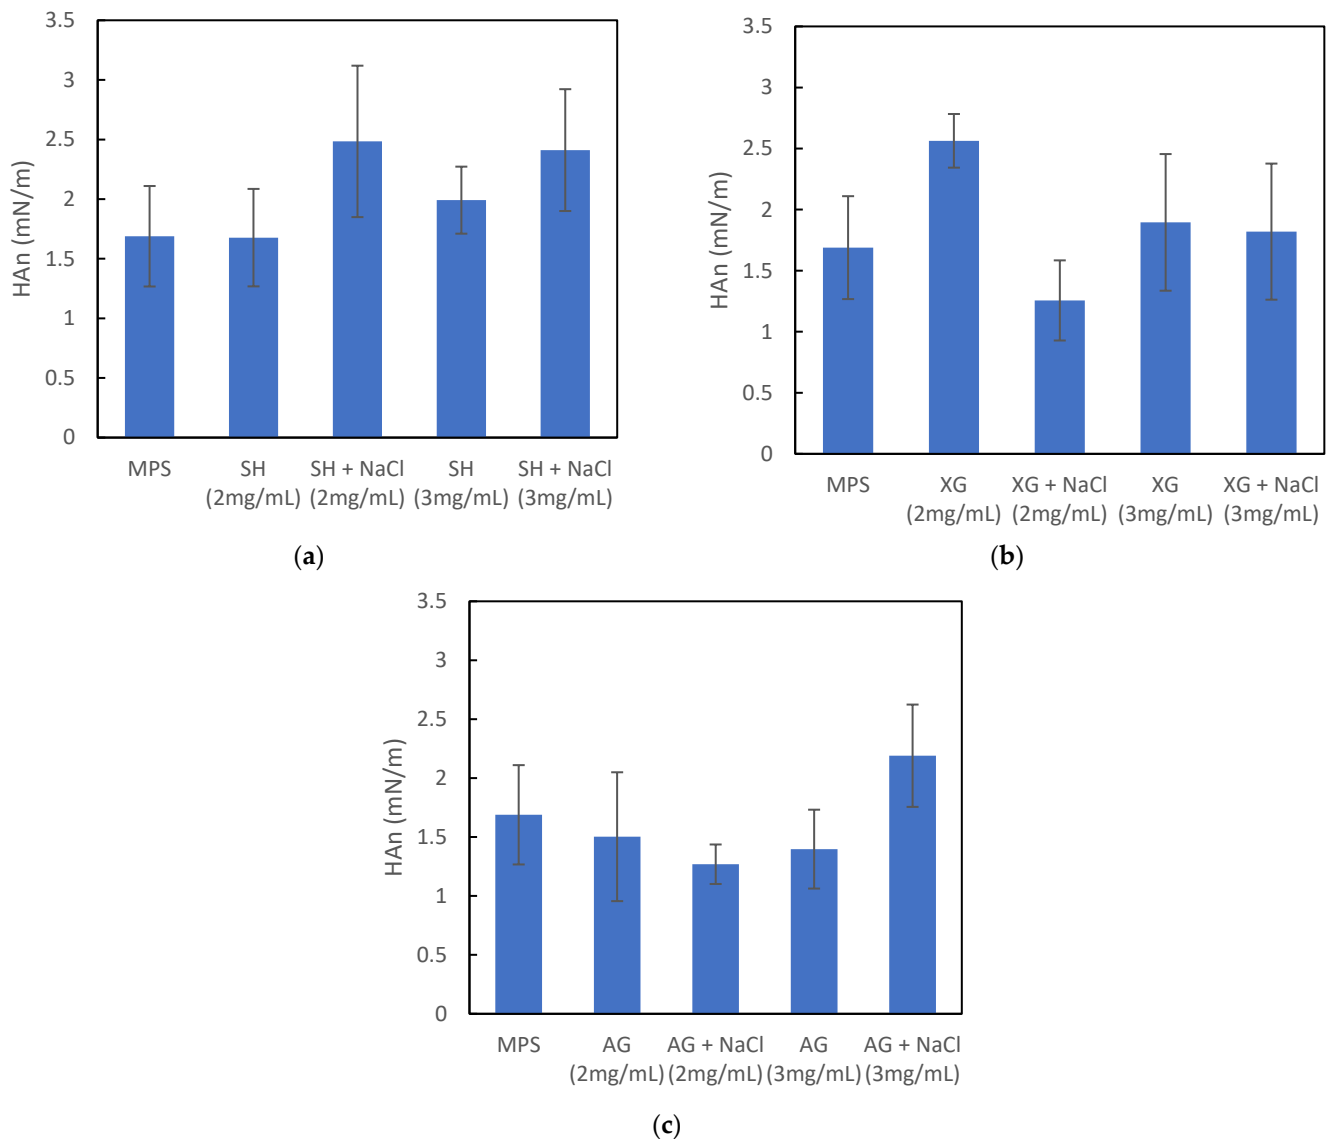 3.5
3
2.5
2
1.5
1
0.5
0
HAn (mN/m)
MPS
SH
(2mg/mL)
SH + NaCl
(2mg/mL)
SH
(3mg/mL)
SH + NaCl
(3mg/mL)
(a)
3.5
3
2.5
2
1.5
1
0.5
0
HAn (mN/m)
MPS
XG
(2mg/mL)
XG + NaCl
(2mg/mL)
XG
(3mg/mL)
XG + NaCl
(3mg/mL)
(b)
3.5
3
2.5
2
1.5
1
0.5
0
HAn (mN/m)
MPS
AG
(2mg/mL)
AG + NaCl
(2mg/mL)
AG
(3mg/mL)
AG + NaCl
(3mg/mL)
(c)